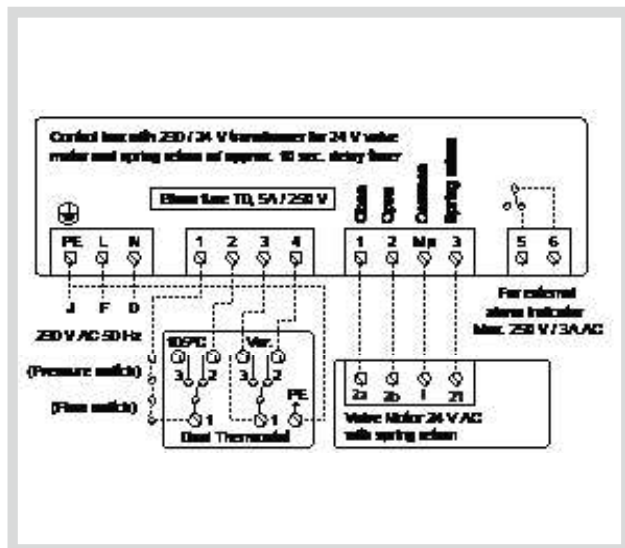 Control box with 230 / 24 V transformer for 24 V valve
motor and spring return w/ approx. 10 sec. delay timer
fuse T0, 5A / 250 V
Close
Open
Common
Spring return
PE L N
1 2 3 4
1 2 Mp 3
5 6
J F D
230 V AC 50 Hz
(Pressure switch)
(Flow switch)
105°C Var.
3 2 3 2
PE
1 1
Dual Thermostat
2a 2b 1 21
Valve Motor 24 V AC
with spring return
For external
alarm indicator
Max. 250 V / 3A AC